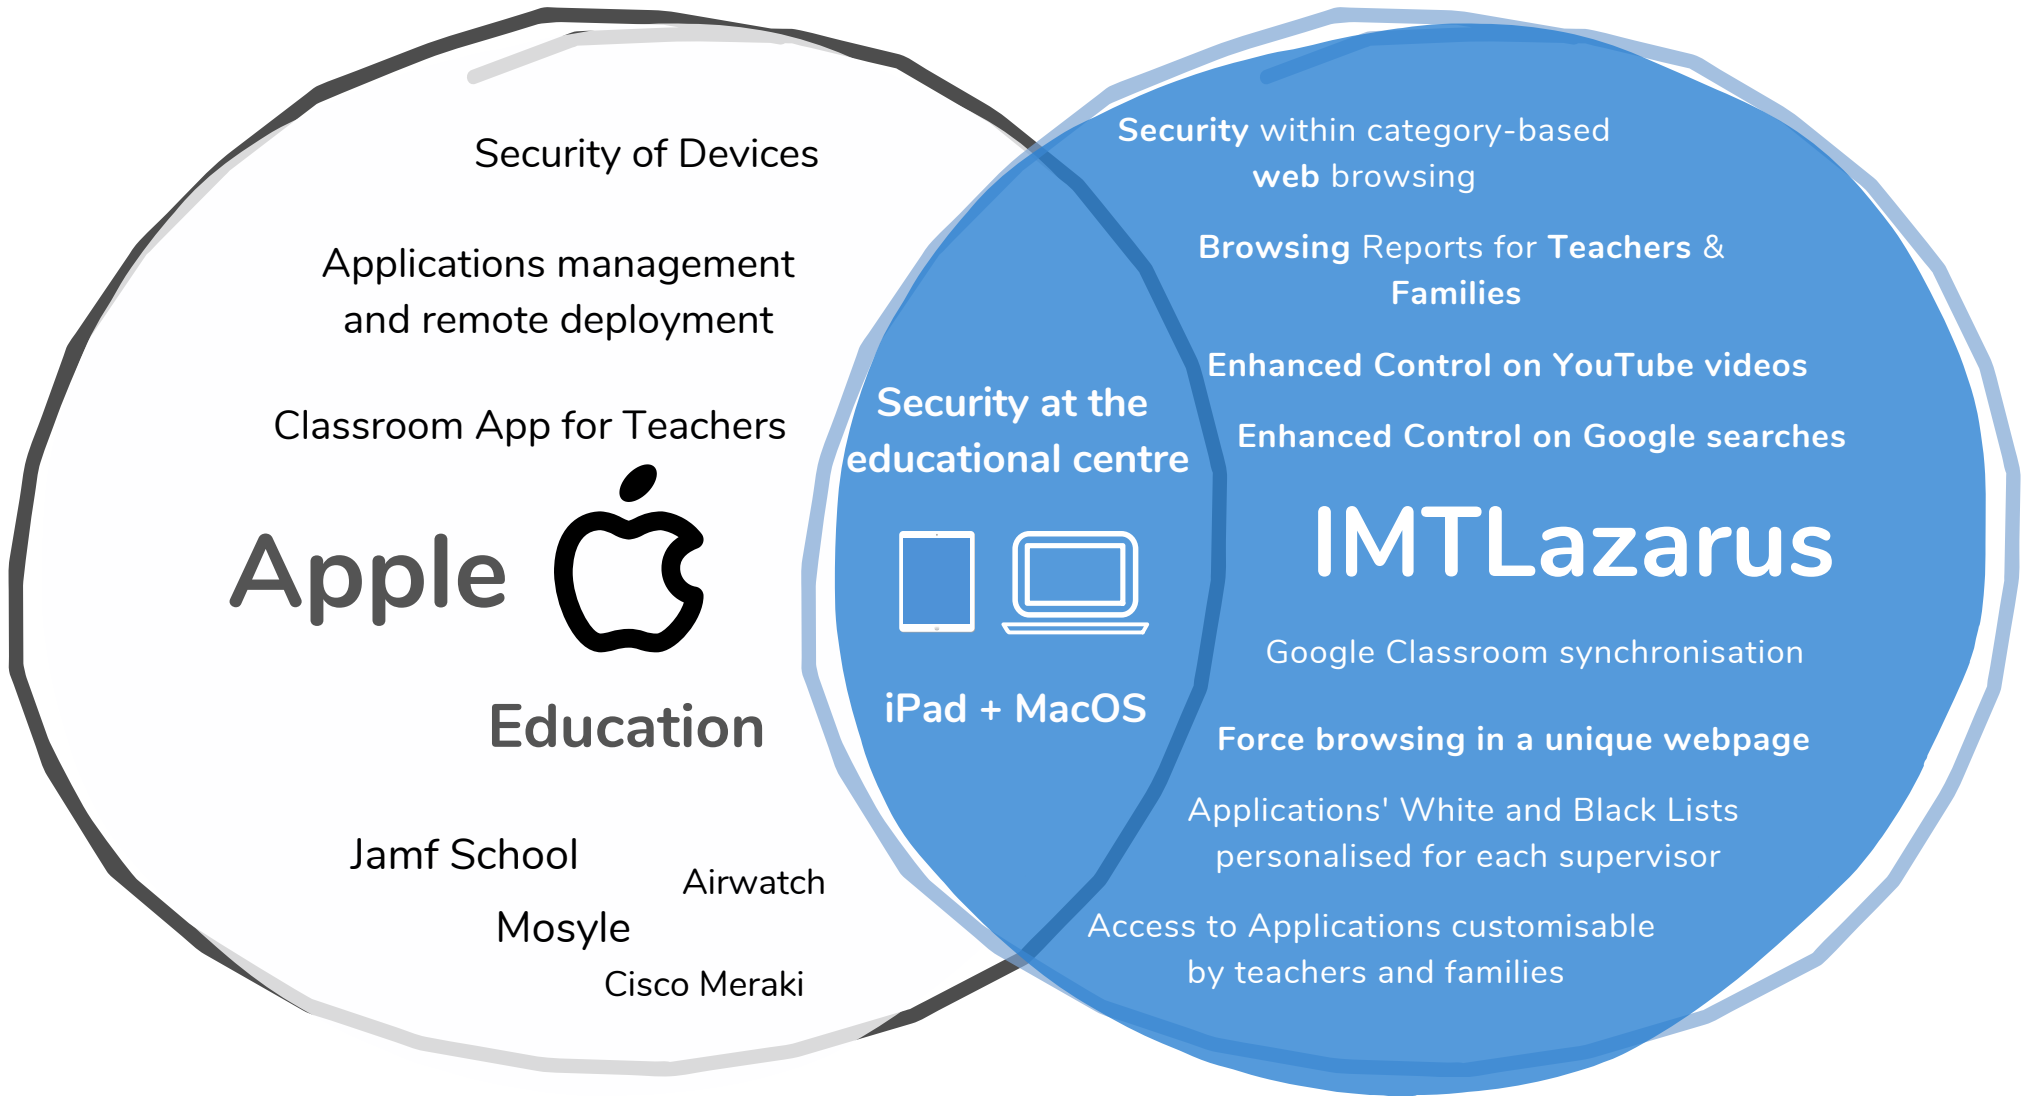 Security of Devices
Applications management
and remote deployment
Classroom App for Teachers
Apple
Education
Jamf School
Airwatch
Mosyle
Cisco Meraki
Security at the
educational centre
iPad + MacOS
Security within category-based
web browsing
Browsing Reports for Teachers &
Families
Enhanced Control on YouTube videos
Enhanced Control on Google searches
IMTLazarus
Google Classroom synchronisation
Force browsing in a unique webpage
Applications' White and Black Lists
personalised for each supervisor
Access to Applications customisable
by teachers and families